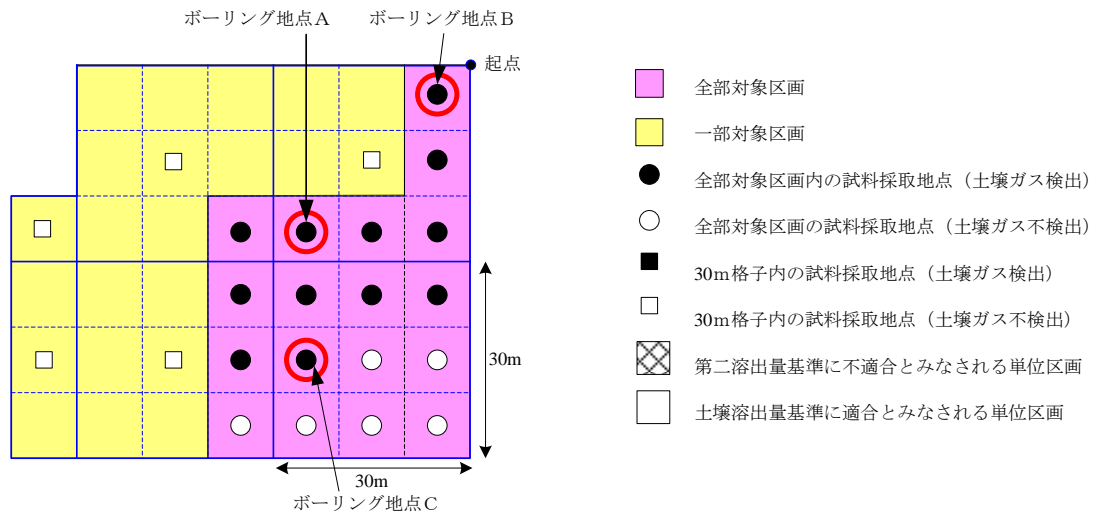 ボーリング地点A
ボーリング地点B
起点
30m
30m
ボーリング地点C
全部対象区画
一部対象区画
全部対象区画内の試料採取地点（土壌ガス検出）
全部対象区画の試料採取地点（土壌ガス不検出）
30m格子内の試料採取地点（土壌ガス検出）
30m格子内の試料採取地点（土壌ガス不検出）
第二溶出量基準に不適合とみなされる単位区画
土壌溶出量基準に適合とみなされる単位区画